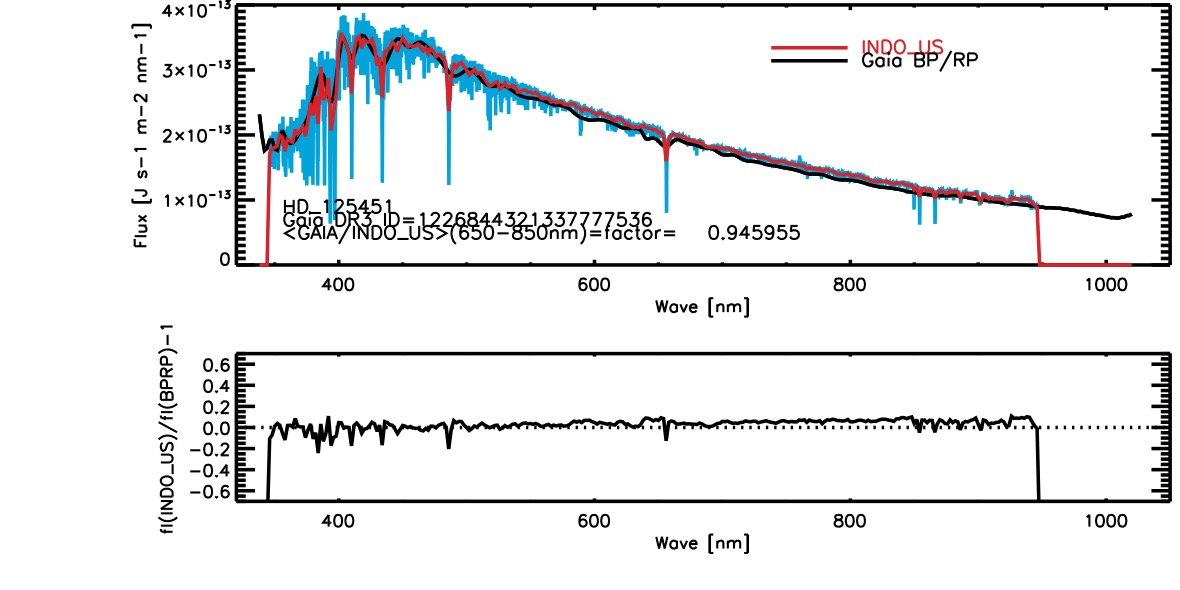 4×10⁻¹³
3×10⁻¹³
2×10⁻¹³
1×10⁻¹³
0
Flux [J s−1 m−2 nm−1]
INDO_US
Gaia BP/RP
HD_125451
Gaia DR3 ID=1226844321337777536
<GAIA/INDO_US>(650−850nm)=factor= 0.945955
400 600 800 1000
Wave [nm]
0.6
0.4
0.2
0.0
−0.2
−0.4
−0.6
fl(INDO_US)/fl(BPRP)−1
400 600 800 1000
Wave [nm]